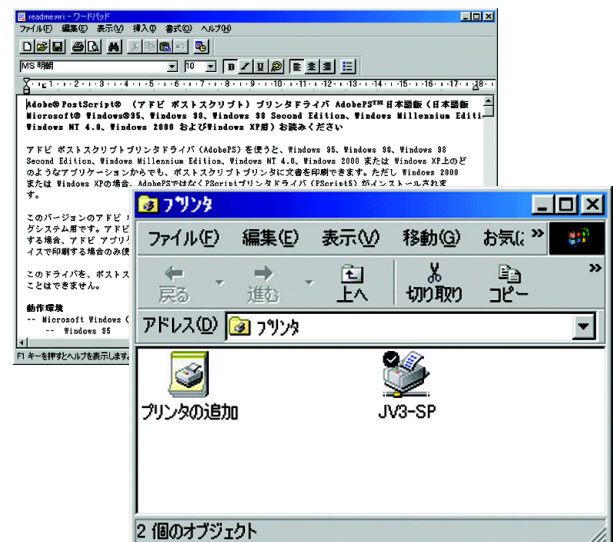 readme.wri - ワードパッド
ファイル(F) 編集(E) 表示(V) 挿入(I) 書式(O) ヘルプ(H)
MS 明朝 10 B I U
1 2 3 4 5 6 7 8 9 10 11 12 13 14 15 16 17
Adobe® PostScript® (アドビ ポストスクリプト) プリンタドライバ AdobePS™ 日本語版 (日本語版
Microsoft® Windows®95、Windows 98、Windows 98 Second Edition、Windows Millennium Editi
Windows NT 4.0、Windows 2000 およびWindows XP用) お読みください
アドビ ポストスクリプトプリンタドライバ (AdobePS) を使うと、Windows 95、Windows 98、Windows 98
Second Edition、Windows Millennium Edition、Windows NT 4.0、Windows 2000 または Windows XP上のど
のようなアプリケーションからでも、ポストスクリプトプリンタに文書を印刷できます。ただし Windows 2000
または Windows XPの場合、AdobePSではなくPScriptプリンタドライバ (PScript5) がインストールされま
す。
このバージョンのアドビ
グシステム用です。アドビ
する場合、アドビ アプリ
イスで印刷する場合のみ使
このドライバを、ポストス
ことはできません。
動作環境
-- Microsoft Windows (
-- Windows 95
F1 キーを押すとヘルプを表示します。
プリンタ
ファイル(F) 編集(E) 表示(V) 移動(G) お気に »
戻る 進む 上へ 切り取り コピー »
アドレス(D) プリンタ
プリンタの追加 JV3-SP
2 個のオブジェクト